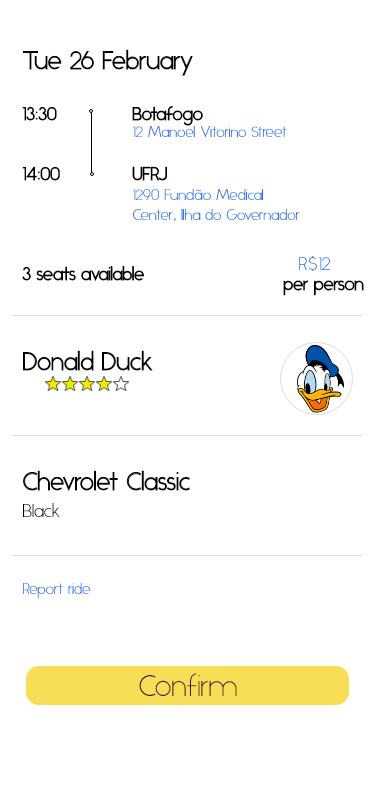 Tue 26 February
13:30 Botafogo
12 Manoel Vitorino Street
14:00 UFRJ
1290 Fundão Medical
Center, Ilha do Governador
3 seats available
R$12
per person
Donald Duck
Chevrolet Classic
Black
Report ride
Confirm